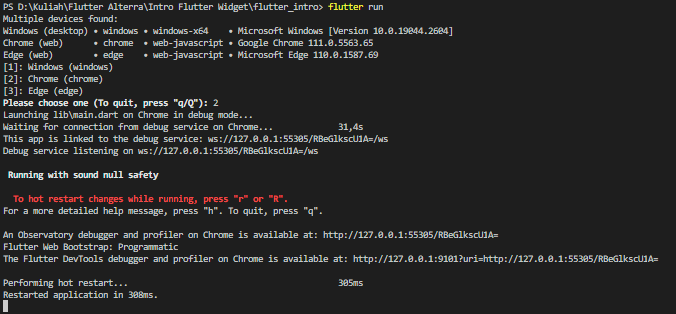 PS D:\Kuliah\Flutter Alterra\Intro Flutter Widget\flutter_intro> flutter run
Multiple devices found:
Windows (desktop) • windows • windows-x64 • Microsoft Windows [Version 10.0.19044.2604]
Chrome (web) • chrome • web-javascript • Google Chrome 111.0.5563.65
Edge (web) • edge • web-javascript • Microsoft Edge 110.0.1587.69
[1]: Windows (windows)
[2]: Chrome (chrome)
[3]: Edge (edge)
Please choose one (To quit, press "q/Q"): 2
Launching lib\main.dart on Chrome in debug mode...
Waiting for connection from debug service on Chrome... 31,4s
This app is linked to the debug service: ws://127.0.0.1:55305/RBeGlkscU1A=/ws
Debug service listening on ws://127.0.0.1:55305/RBeGlkscU1A=/ws
Running with sound null safety
To hot restart changes while running, press "r" or "R".
For a more detailed help message, press "h". To quit, press "q".
An Observatory debugger and profiler on Chrome is available at: http://127.0.0.1:55305/RBeGlkscU1A=
Flutter Web Bootstrap: Programmatic
The Flutter DevTools debugger and profiler on Chrome is available at: http://127.0.0.1:9101?uri=http://127.0.0.1:55305/RBeGlkscU1A=
Performing hot restart... 305ms
Restarted application in 308ms.